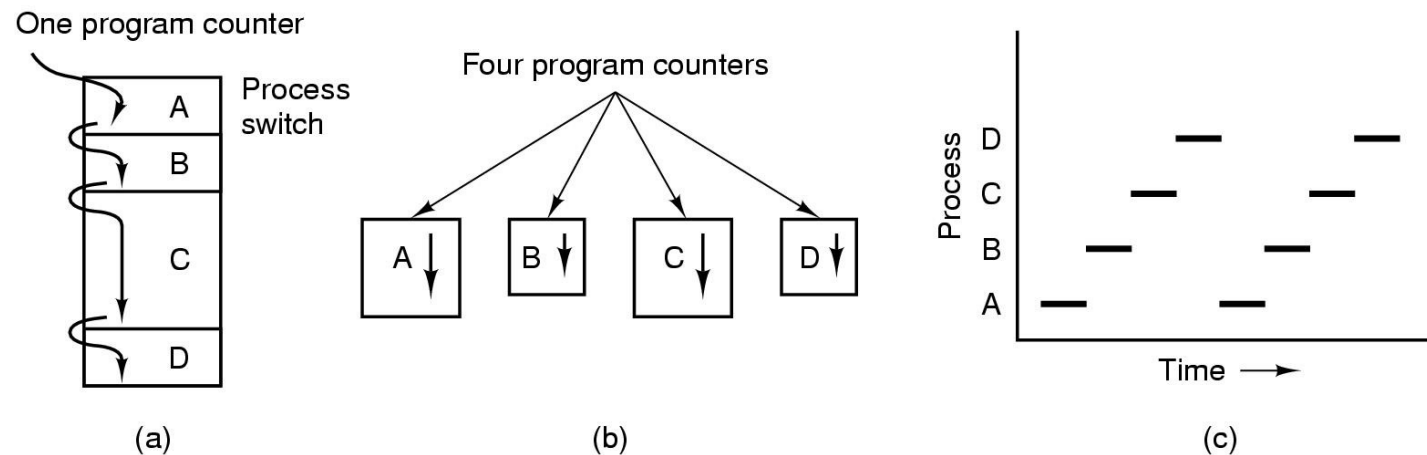 One program counter
Process
switch
A
B
C
D
(a)
Four program counters
A
B
C
D
(b)
Process
D
C
B
A
Time
(c)